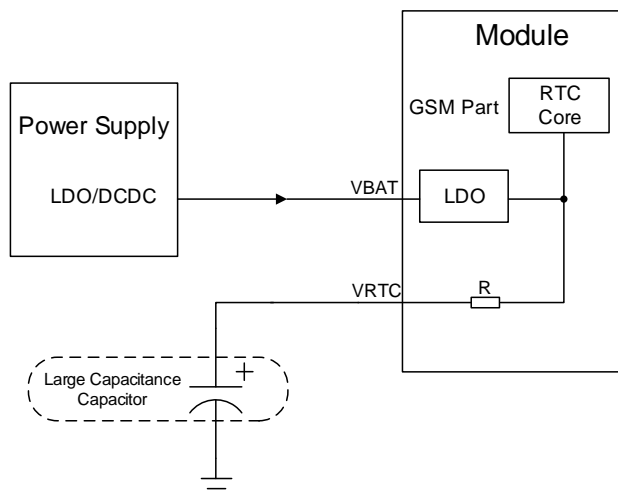 Module
Power Supply
LDO/DCDC
GSM Part
RTC
Core
VBAT
LDO
VRTC
R
+
Large Capacitance
Capacitor